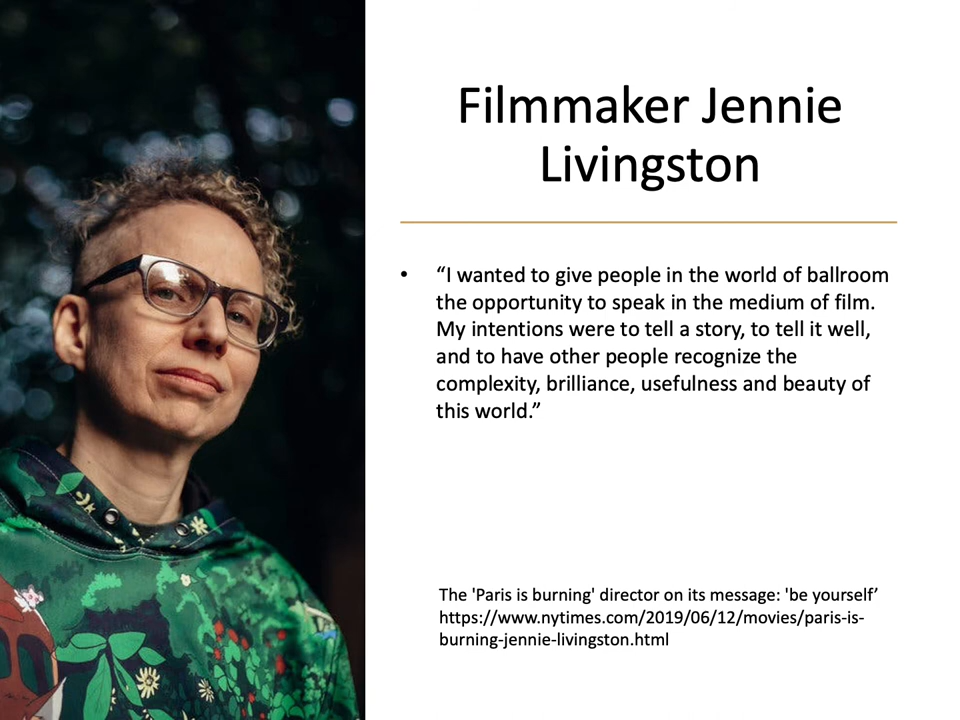 Filmmaker Jennie
Livingston
• “I wanted to give people in the world of ballroom
the opportunity to speak in the medium of film.
My intentions were to tell a story, to tell it well,
and to have other people recognize the
complexity, brilliance, usefulness and beauty of
this world.”
The 'Paris is burning' director on its message: 'be yourself’
https://www.nytimes.com/2019/06/12/movies/paris-is-
burning-jennie-livingston.html